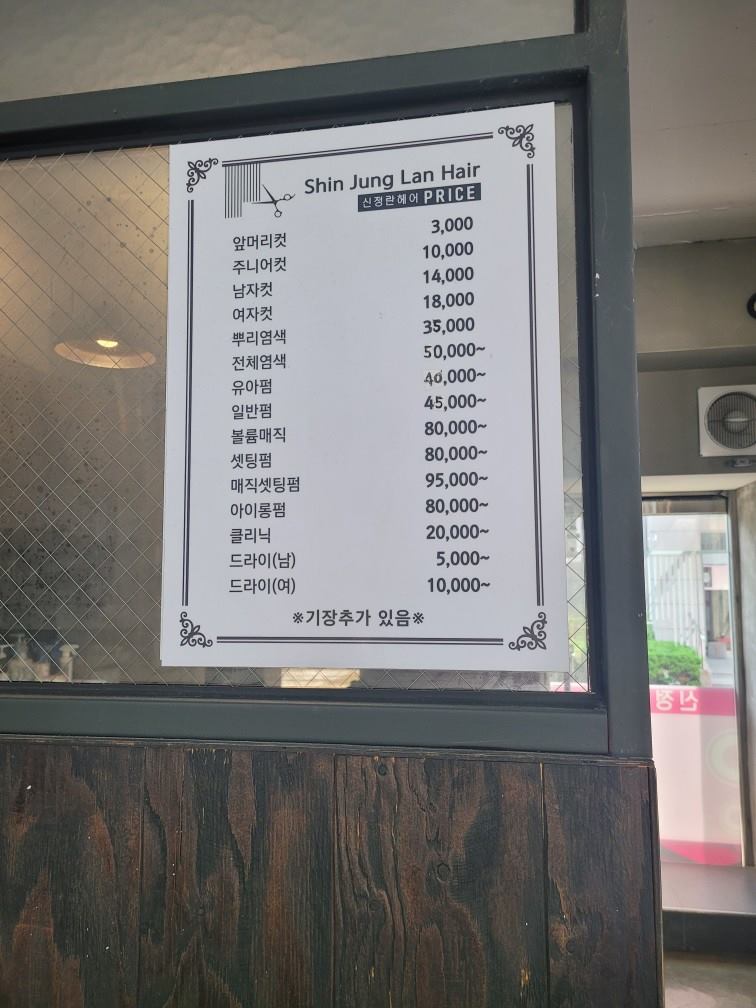 Shin Jung Lan Hair
신정란헤어 PRICE
앞머리컷 3,000
주니어컷 10,000
남자컷 14,000
여자컷 18,000
뿌리염색 35,000
전체염색 50,000~
유아펌 40,000~
일반펌 45,000~
볼륨매직 80,000~
셋팅펌 80,000~
매직셋팅펌 95,000~
아이롱펌 80,000~
클리닉 20,000~
드라이(남) 5,000~
드라이(여) 10,000~
※기장추가 있음※
신정